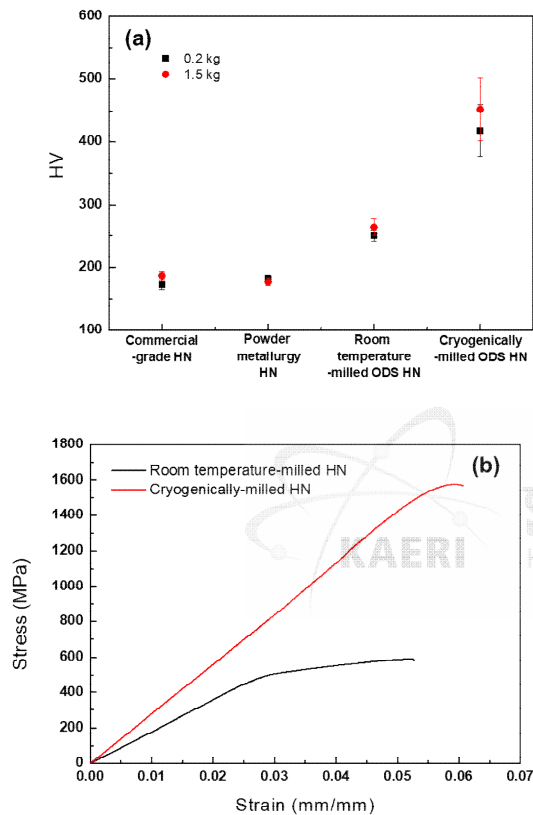 600
(a)
0.2 kg
1.5 kg
500
400
HV
300
200
100
Commercial Powder Room Cryogenically
-grade HN metallurgy temperature -milled ODS HN
HN -milled ODS HN
1800
(b)
Room temperature-milled HN
1600
Cryogenically-milled HN
1400
1200
KAERI
1000
Stress (MPa)
800
600
400
200
0
0.00 0.01 0.02 0.03 0.04 0.05 0.06 0.07
Strain (mm/mm)